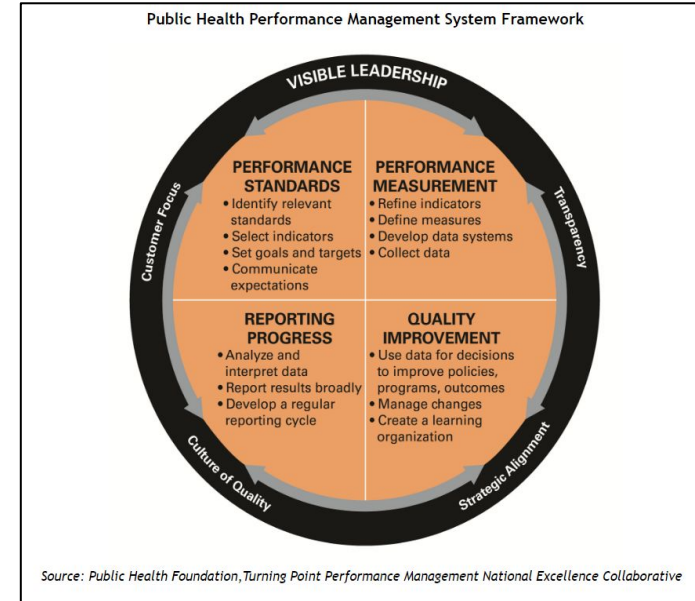 Public Health Performance Management System Framework
VISIBLE LEADERSHIP
Customer Focus
Transparency
PERFORMANCE
STANDARDS
• Identify relevant
standards
• Select indicators
• Set goals and targets
• Communicate
expectations
PERFORMANCE
MEASUREMENT
• Refine indicators
• Define measures
• Develop data systems
• Collect data
REPORTING
PROGRESS
• Analyze and
interpret data
• Report results broadly
• Develop a regular
reporting cycle
QUALITY
IMPROVEMENT
• Use data for decisions
to improve policies,
programs, outcomes
• Manage changes
• Create a learning
organization
Culture of Quality
Strategic Alignment
Source: Public Health Foundation,Turning Point Performance Management National Excellence Collaborative